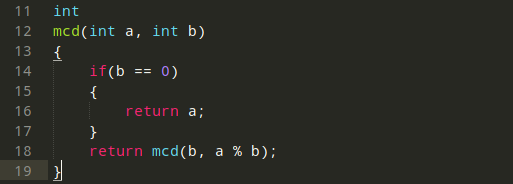 11 int
12 mcd(int a, int b)
13 {
14     if(b == 0)
15     {
16         return a;
17     }
18     return mcd(b, a % b);
19 }